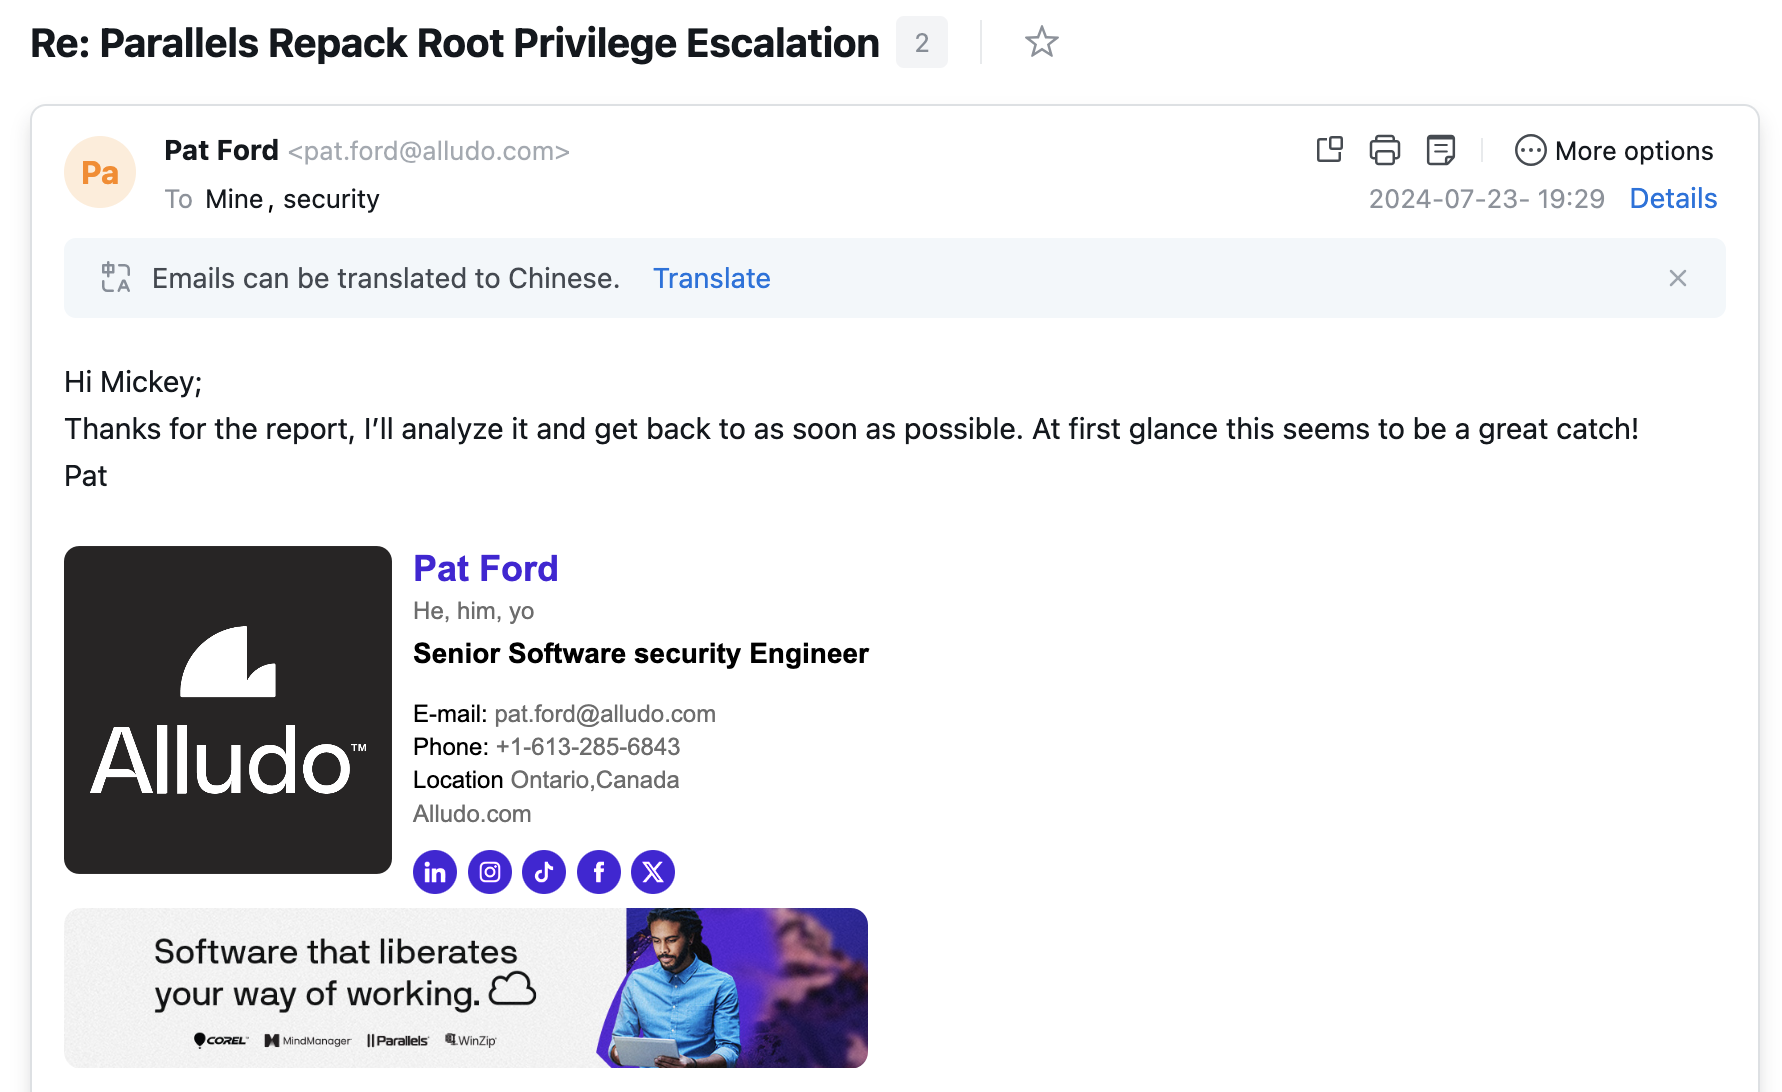 Re: Parallels Repack Root Privilege Escalation 2
Pa
Pat Ford <pat.ford@alludo.com>
More options
To Mine, security
2024-07-23- 19:29 Details
Emails can be translated to Chinese. Translate
Hi Mickey;
Thanks for the report, I’ll analyze it and get back to as soon as possible. At first glance this seems to be a great catch!
Pat
Alludo™
Pat Ford
He, him, yo
Senior Software security Engineer
E-mail: pat.ford@alludo.com
Phone: +1-613-285-6843
Location Ontario,Canada
Alludo.com
Software that liberates
your way of working.
COREL MindManager Parallels WinZip